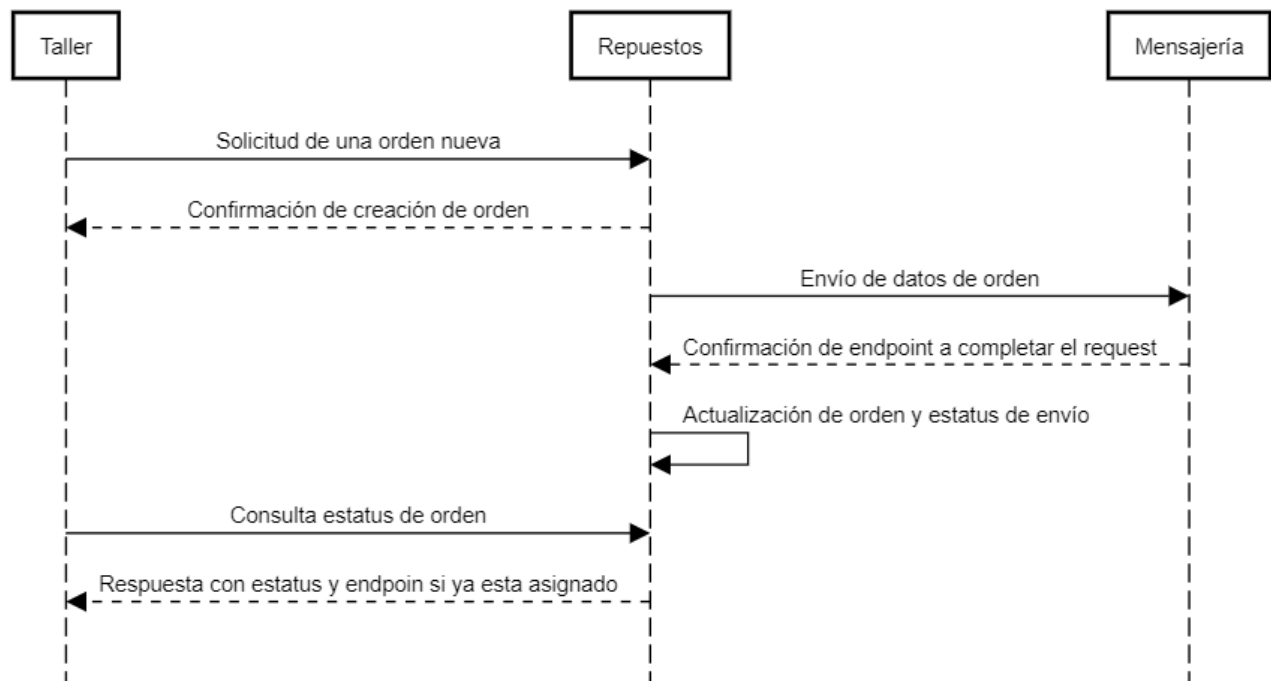 Taller
Repuestos
Mensajería
Solicitud de una orden nueva
Confirmación de creación de orden
Envío de datos de orden
Confirmación de endpoint a completar el request
Actualización de orden y estatus de envío
Consulta estatus de orden
Respuesta con estatus y endpoin si ya esta asignado